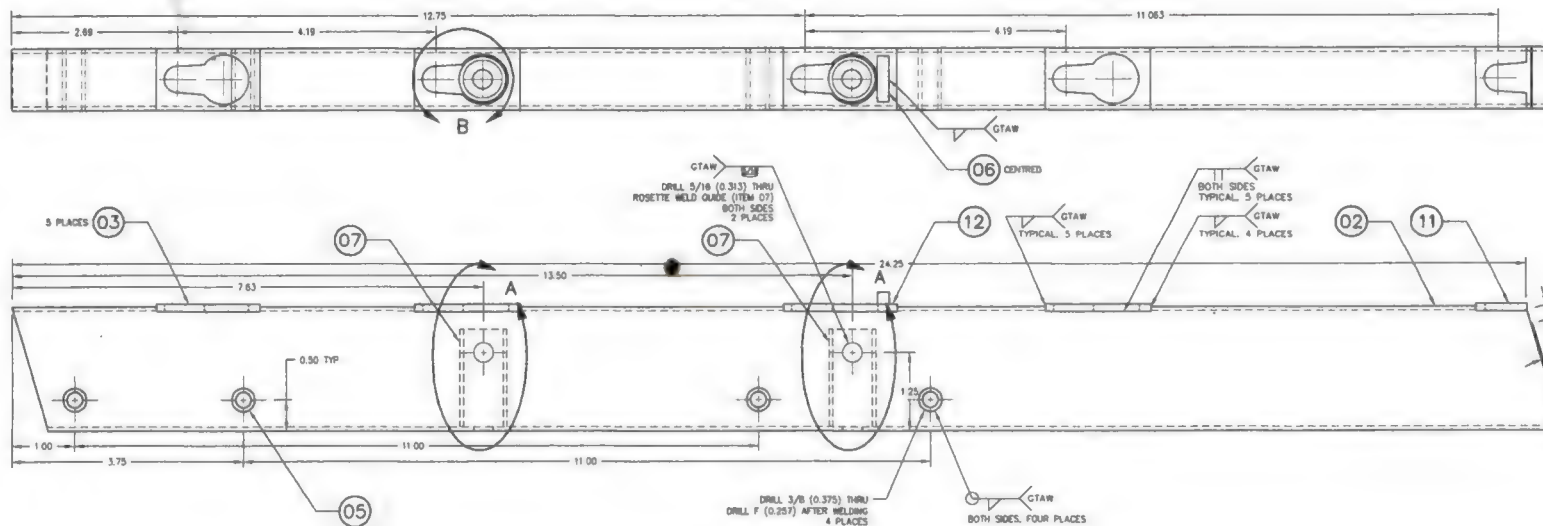 12.75
11.063
2.69
4.19
4.19
B
GTAW
06 CENTRED
GTAW
DRILL 5/16 (0.313) THRU
ROSETTE WELD GUIDE (ITEM 07)
BOTH SIDES
2 PLACES
GTAW
BOTH SIDES
TYPICAL, 5 PLACES
5 PLACES 03
07
07
12
GTAW
TYPICAL, 5 PLACES
GTAW
TYPICAL, 4 PLACES
02
11
24.25
13.50
7.63
A
A
0.50 TYP
1.25
1.00
11.00
3.75
11.00
05
DRILL 3/8 (0.375) THRU
DRILL F (0.257) AFTER WELDING
4 PLACES
GTAW
BOTH SIDES, FOUR PLACES